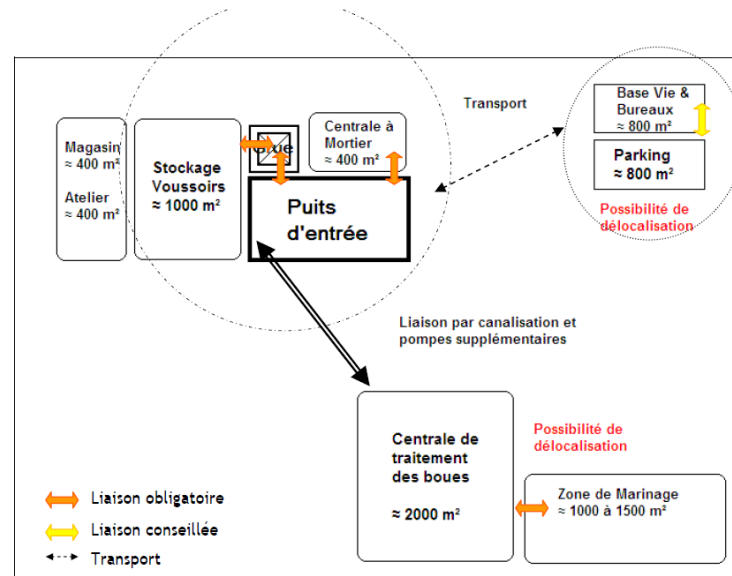 Magasin
≈ 400 m²
Atelier
≈ 400 m²
Stockage
Voussoirs
≈ 1000 m²
Grue
Centrale à
Mortier
≈ 400 m²
Puits
d'entrée
Transport
Base Vie &
Bureaux
≈ 800 m²
Parking
≈ 800 m²
Possibilité de
délocalisation
Liaison par canalisation et
pompes supplémentaires
Centrale de
traitement
des boues
≈ 2000 m²
Possibilité de
délocalisation
Zone de Marinage
≈ 1000 à 1500 m²
Liaison obligatoire
Liaison conseillée
Transport